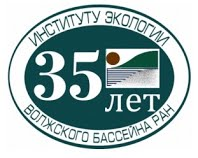 ИНСТИТУТУ ЭКОЛОГИИ
35
лет
ВОЛЖСКОГО БАССЕЙНА РАН